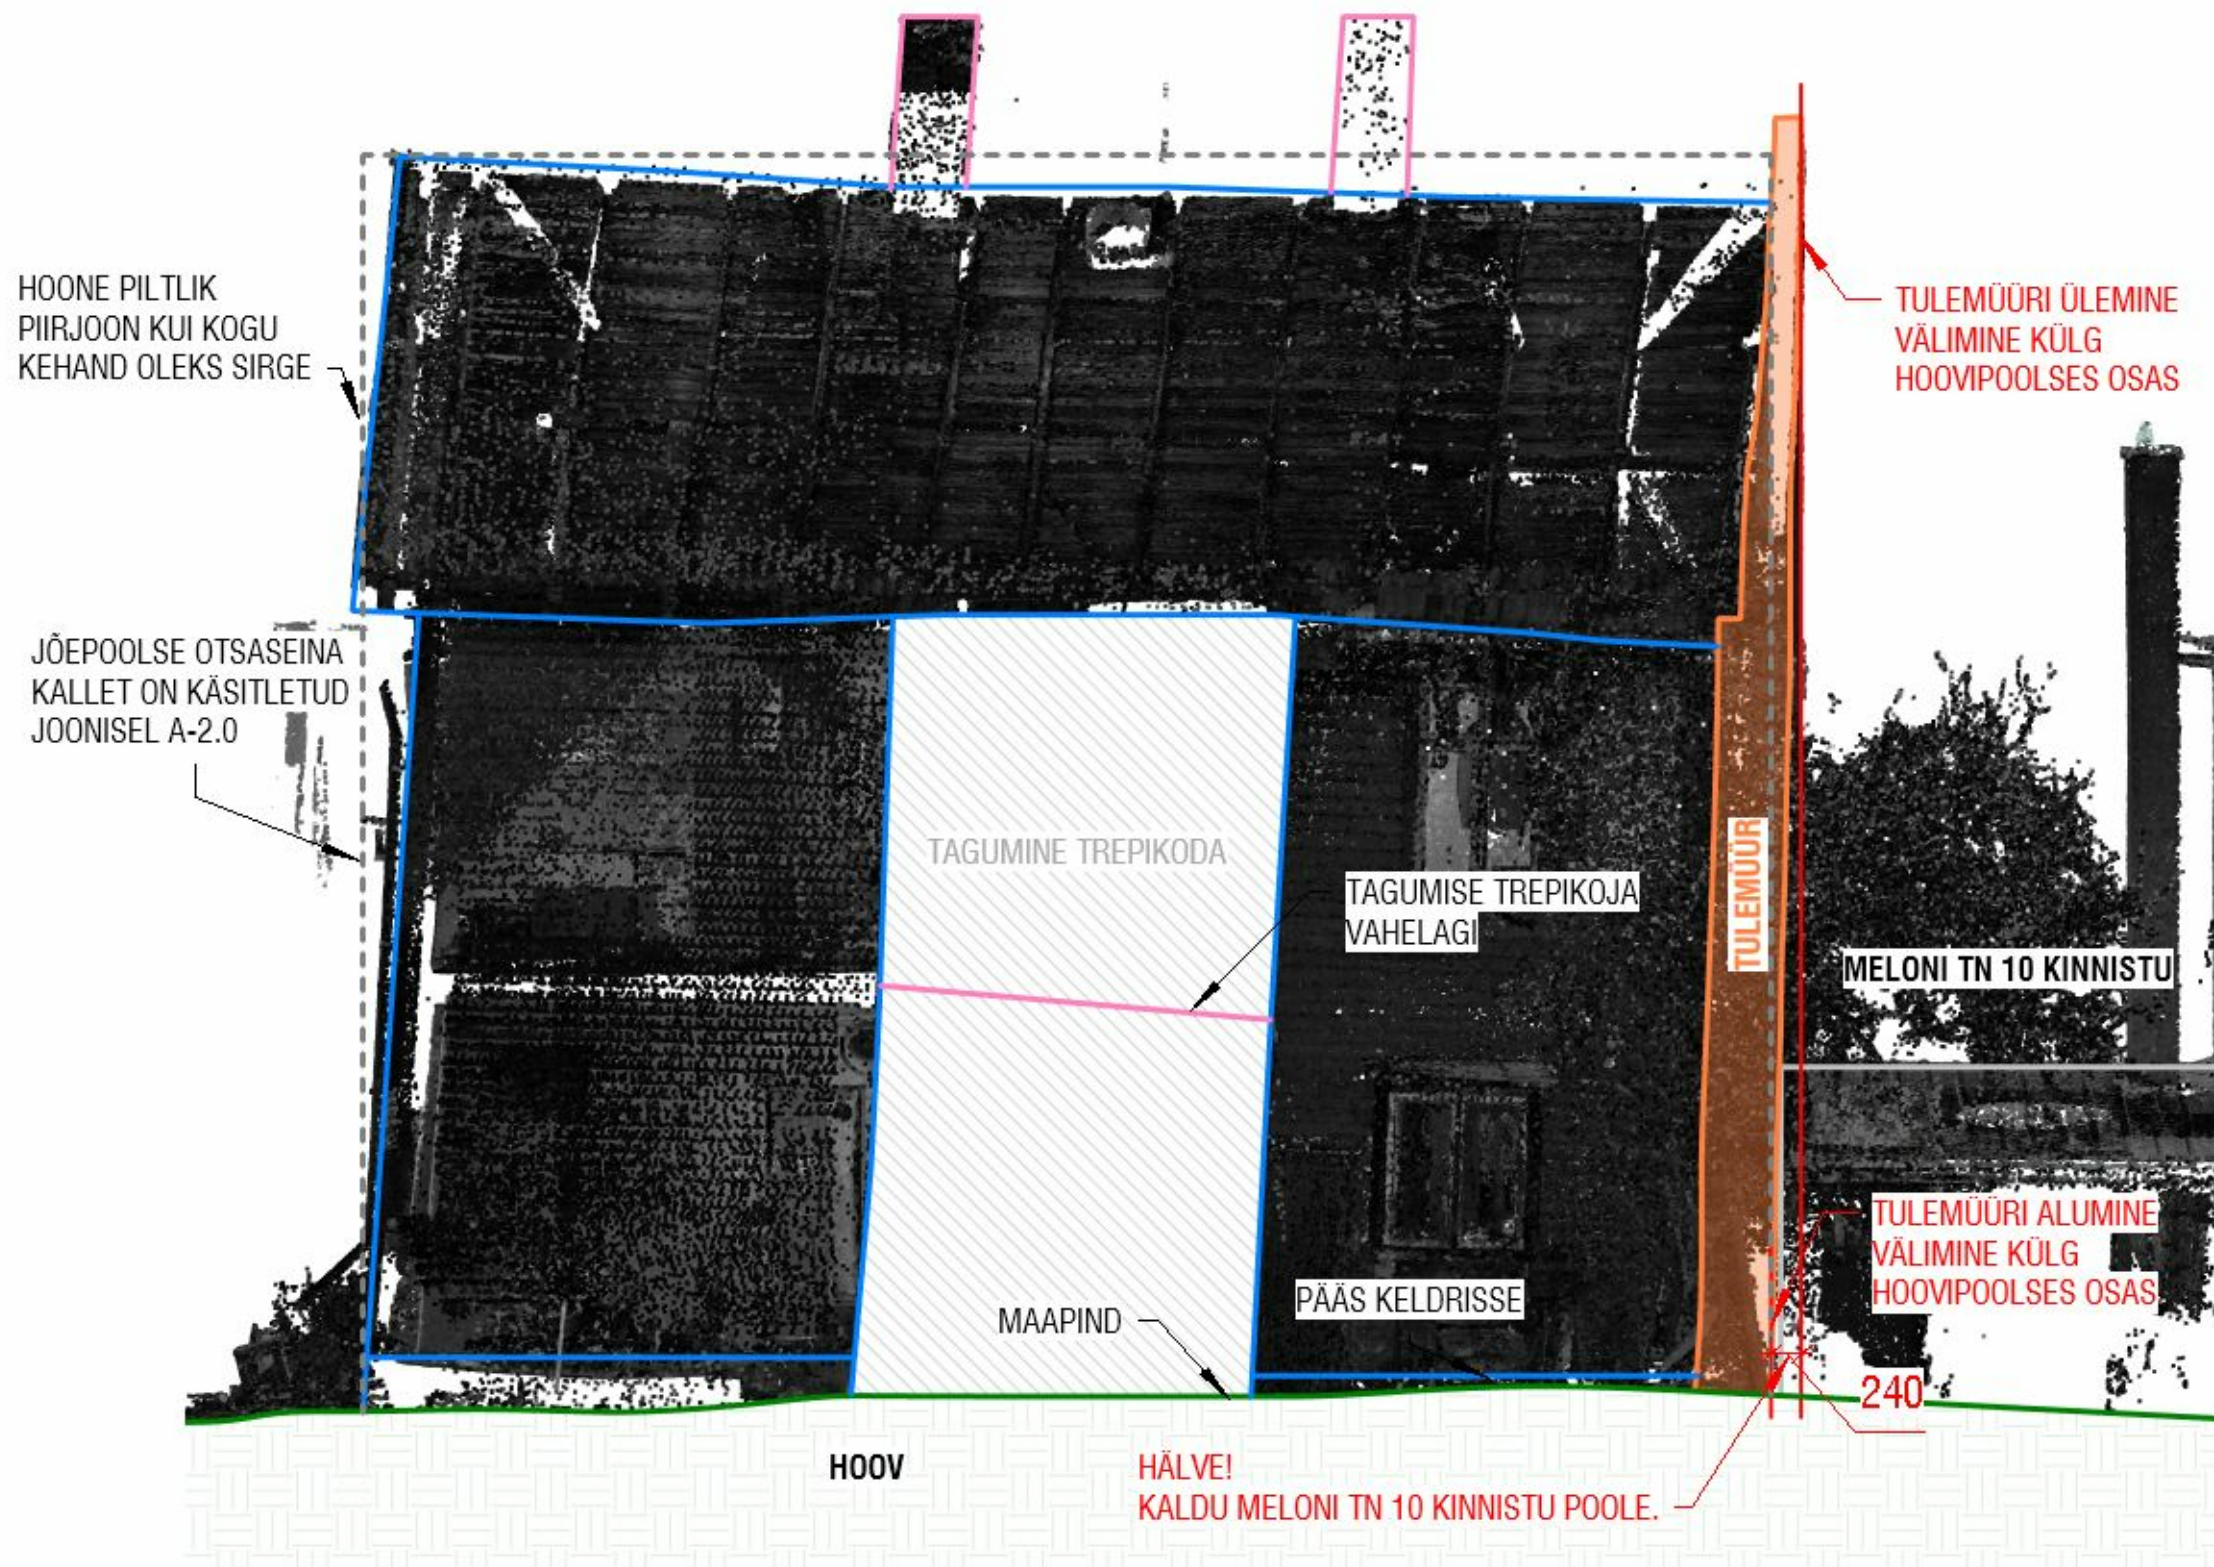 HOONE PILTLIK
PIIRJOON KUI KOGU
KEHAND OLEKS SIRGE
TULEMÜÜRI ÜLEMINE
VÄLIMINE KÜLG
HOOVIPOOLSES OSAS
JÕEPOOLSE OTSASEINA
KALLET ON KÄSITLETUD
JOONISEL A-2.0
TAGUMINE TREPIKODA
TAGUMISE TREPIKOJA
VAHELAGI
TULEMÜÜR
MELONI TN 10 KINNISTU
TULEMÜÜRI ALUMINE
VÄLIMINE KÜLG
HOOVIPOOLSES OSAS
PÄÄS KELDRISSE
MAAPIND
240
HOOV
HÄLVE!
KALDU MELONI TN 10 KINNISTU POOLE.